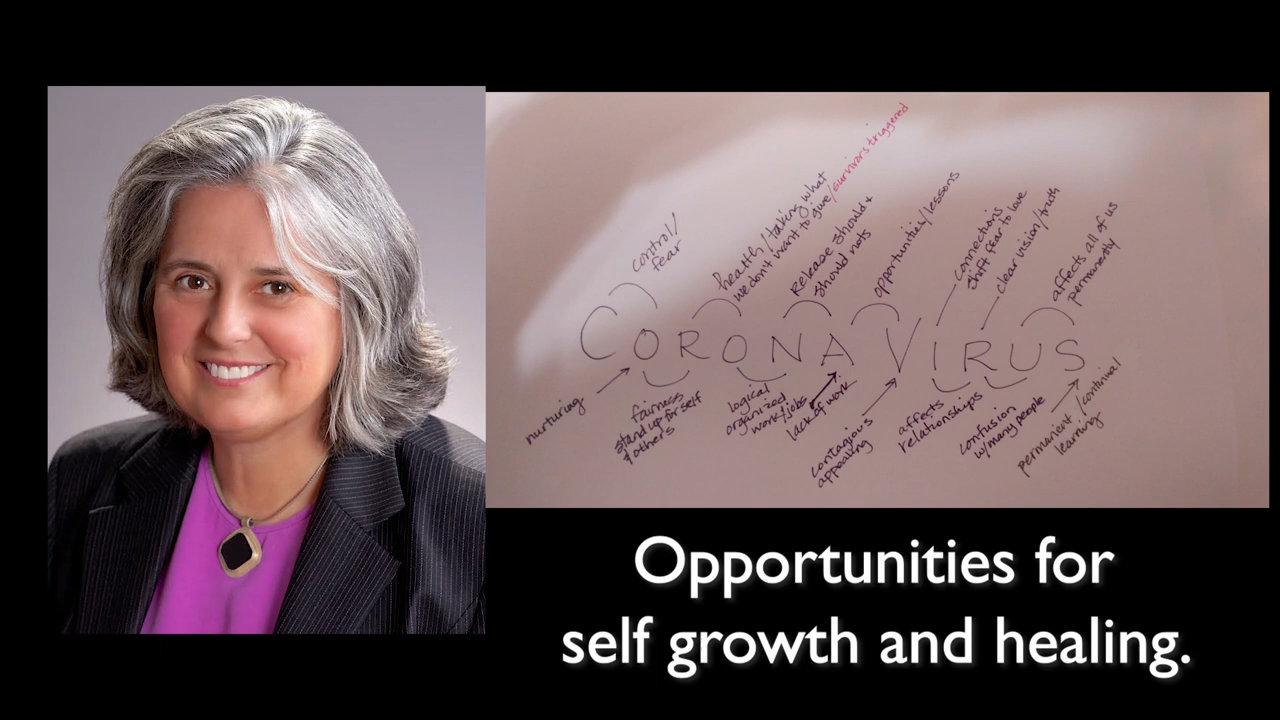 control/
fear
health/taking what
we don't want to give/survivors triggered
Release should &
should nots
opportunities/lessons
connections
shift fear to love
clear vision/truth
affects all of us
permanently
CORONA VIRUS
nurturing
fairness
stand up for self
& others
logical
organized
work/jobs
lack of work
contagious
appealing
affects
relationships
confusion
w/many people
permanent/continual
learning
Opportunities for
self growth and healing.